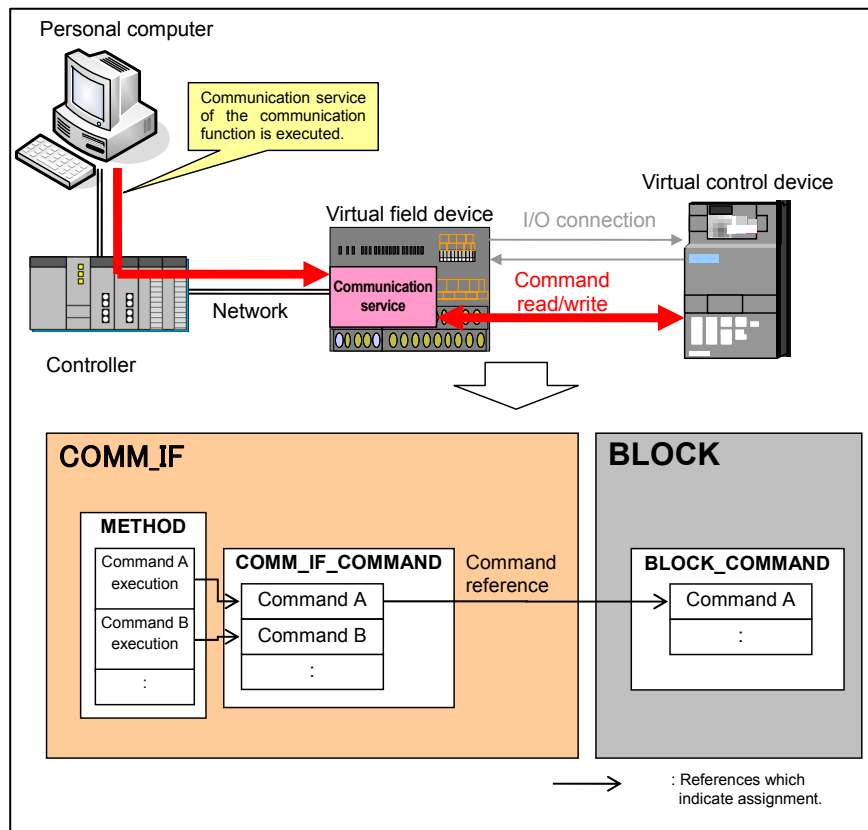 Personal computer
Communication service
of the communication
function is executed.
Virtual control device
Virtual field device
I/O connection
Communication
service
Command
read/write
Network
Controller
COMM_IF
BLOCK
METHOD
Command A
execution
Command B
execution
:
COMM_IF_COMMAND
Command A
Command B
:
Command
reference
BLOCK_COMMAND
Command A
:
: References which
indicate assignment.